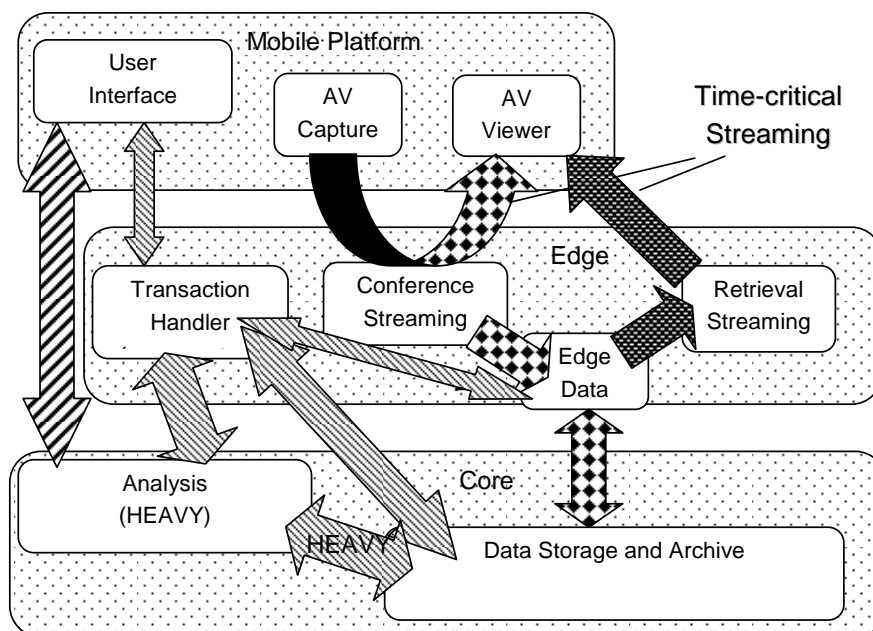 Mobile Platform
User
Interface
AV
Capture
AV
Viewer
Time-critical
Streaming
Edge
Transaction
Handler
Conference
Streaming
Retrieval
Streaming
Edge
Data
Core
Analysis
(HEAVY)
HEAVY
Data Storage and Archive